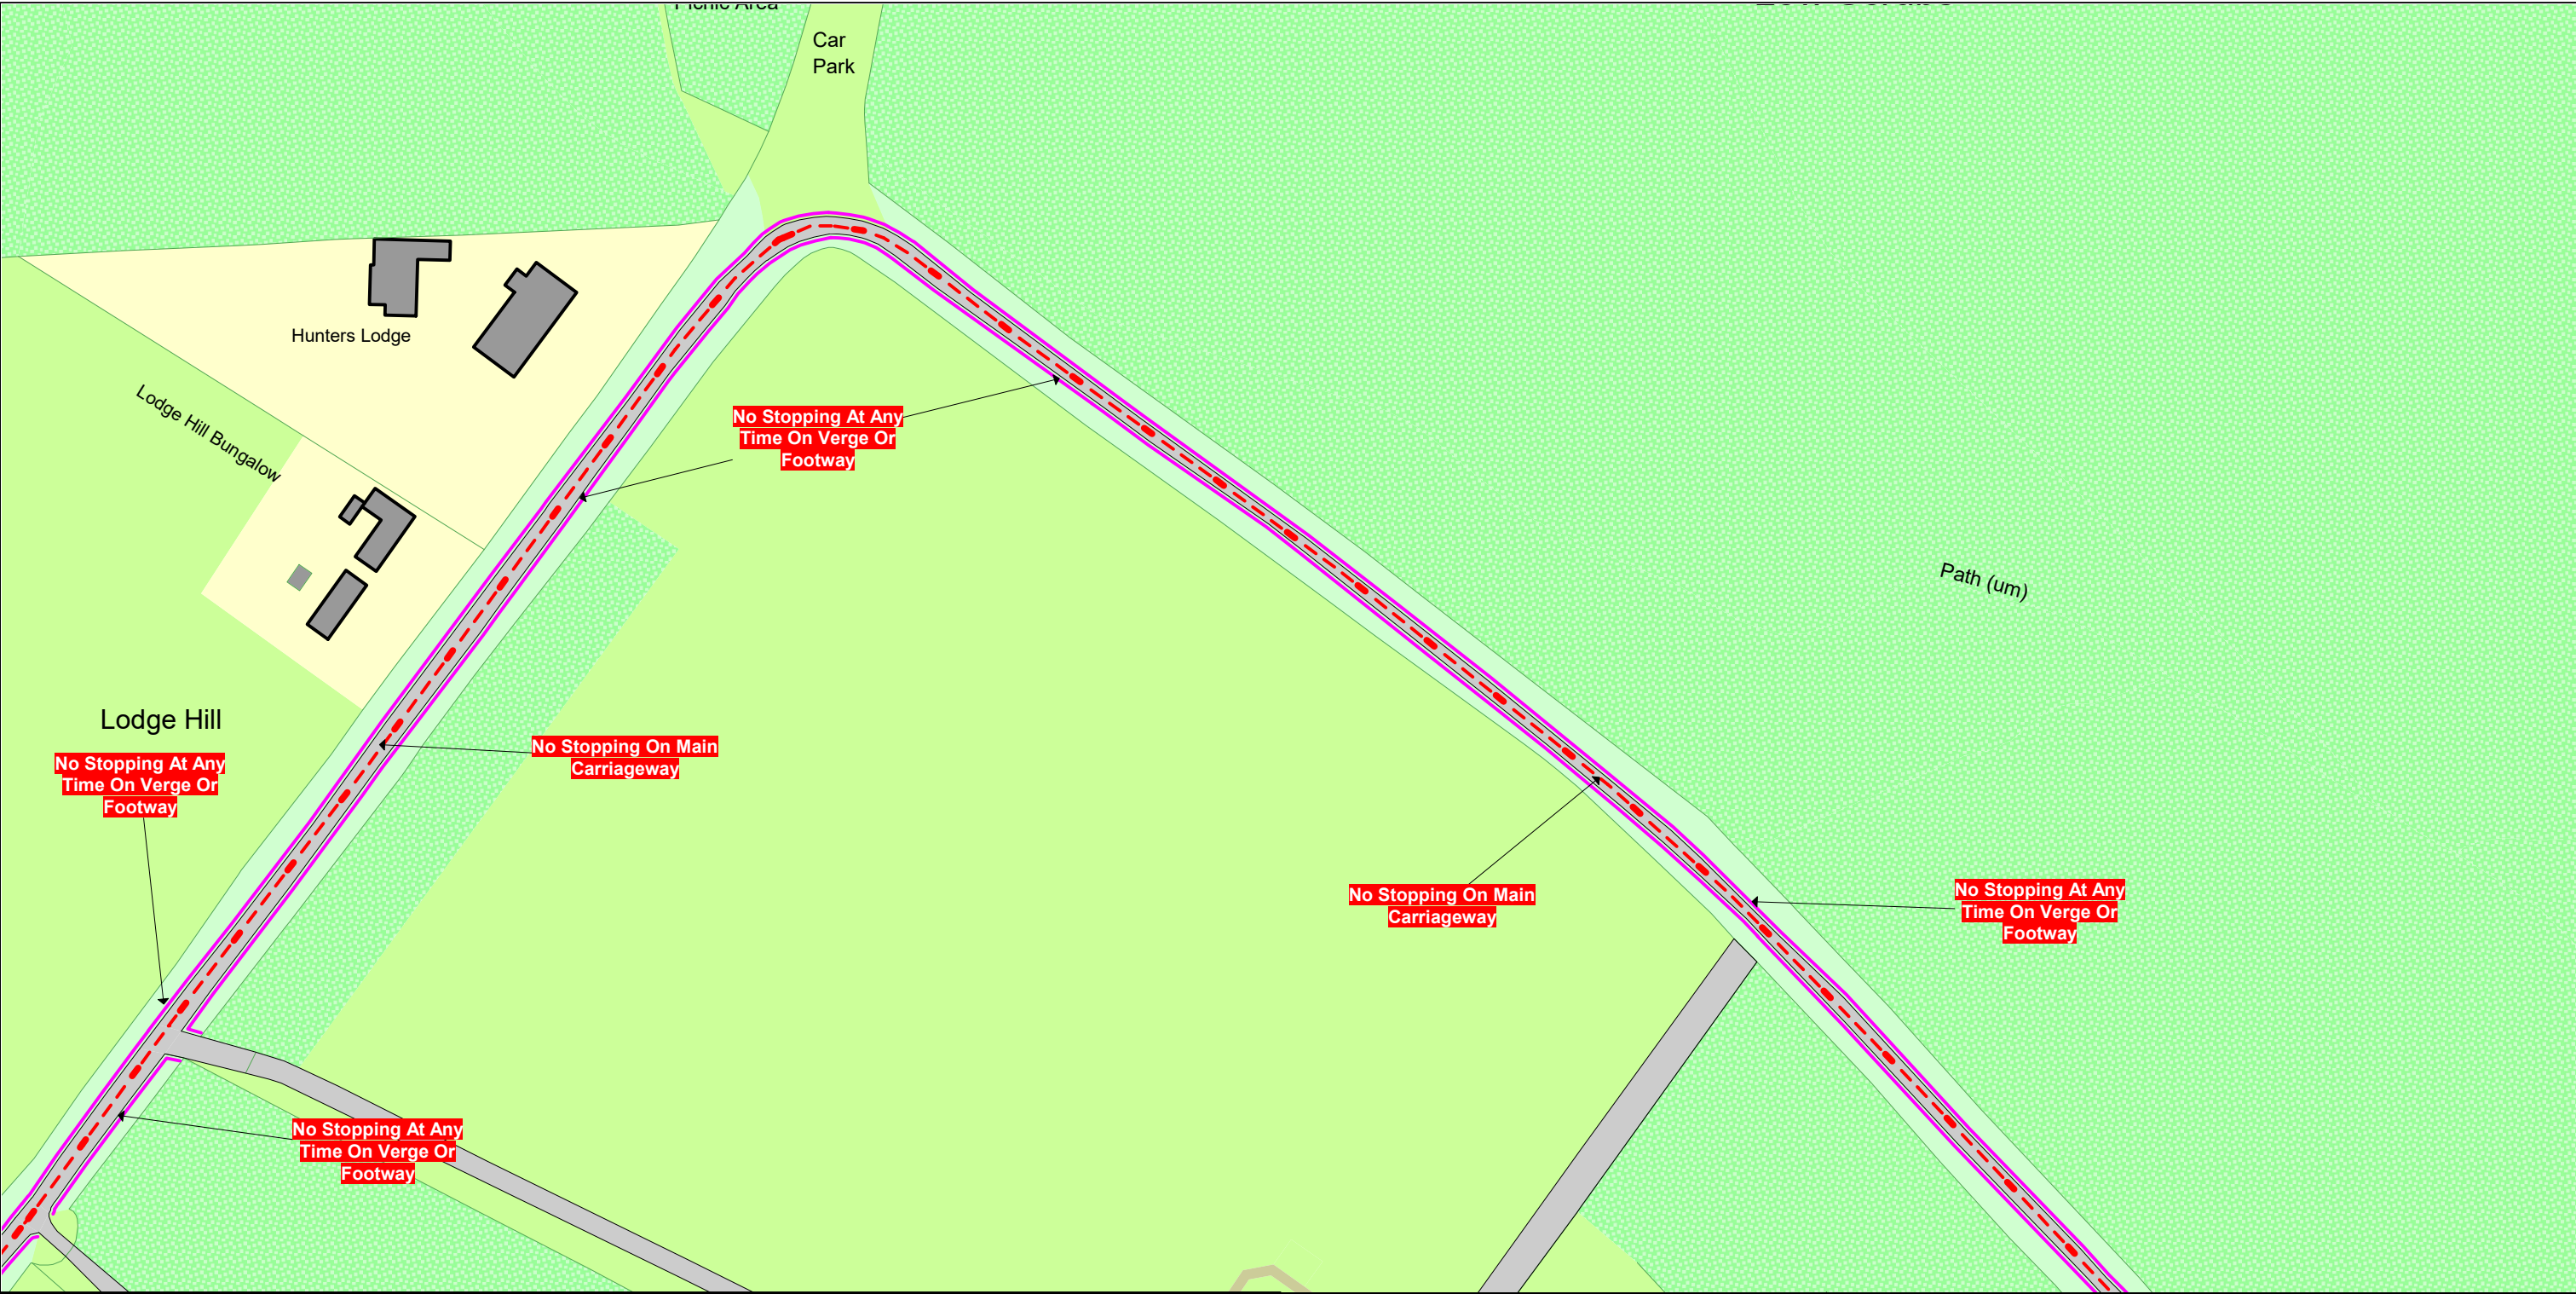 Picnic Area
Car
Park
Hunters Lodge
Lodge Hill Bungalow
No Stopping At Any
Time On Verge Or
Footway
Path (um)
Lodge Hill
No Stopping At Any
Time On Verge Or
Footway
No Stopping On Main
Carriageway
No Stopping On Main
Carriageway
No Stopping At Any
Time On Verge Or
Footway
No Stopping At Any
Time On Verge Or
Footway